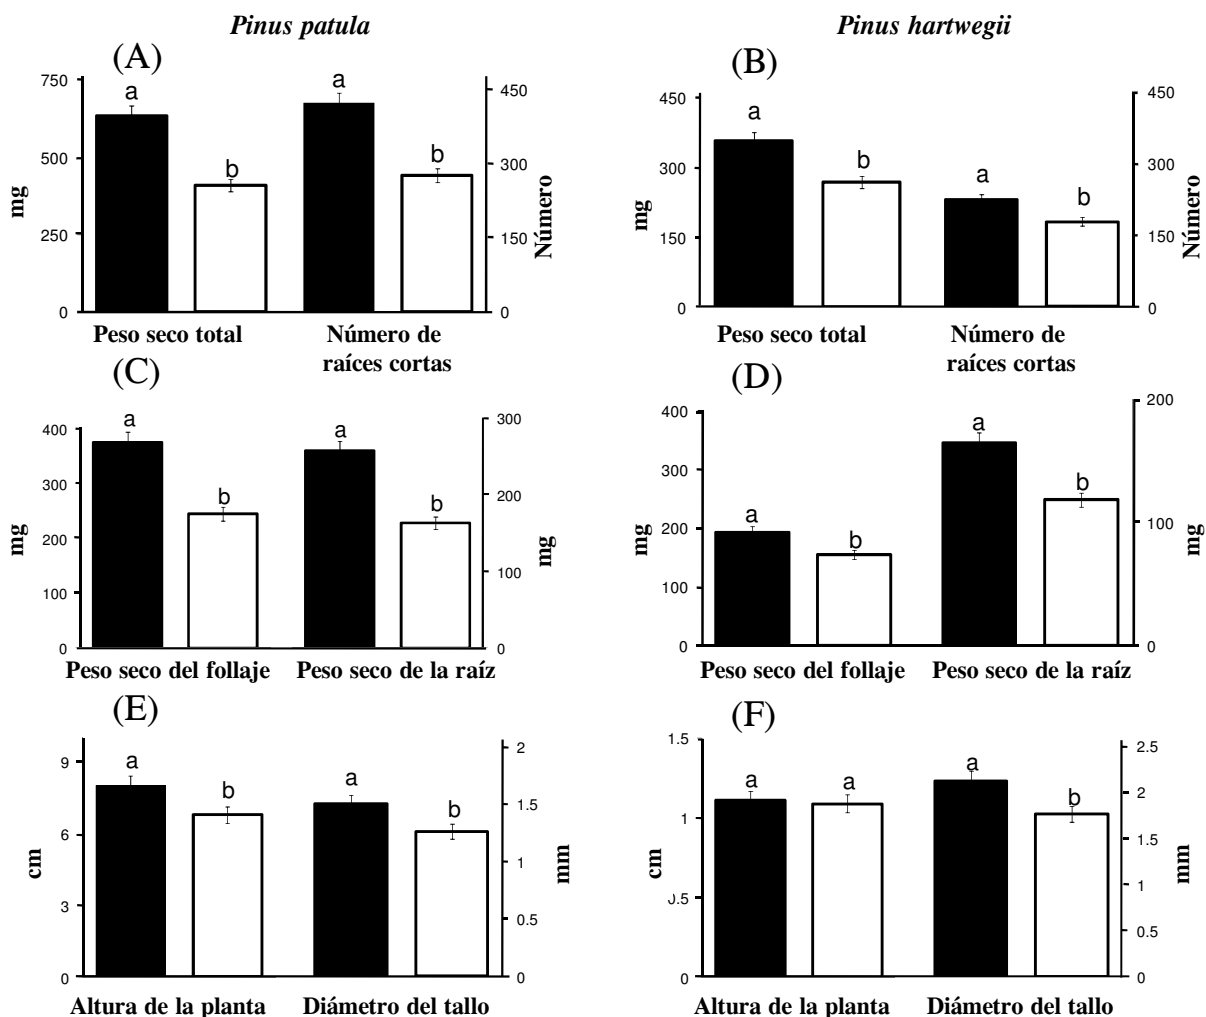 Pinus patula
Pinus hartwegii
(A)
750
500
250
0
mg
a
b
a
b
450
300
150
0
Número
Peso seco total
Número de
raíces cortas
(B)
450
300
150
0
mg
a
b
a
b
450
300
150
0
Número
Peso seco total
Número de
raíces cortas
(C)
400
300
200
100
0
mg
a
b
a
b
300
200
100
0
mg
Peso seco del follaje
Peso seco de la raíz
(D)
400
300
200
100
0
mg
a
b
a
b
200
100
0
mg
Peso seco del follaje
Peso seco de la raíz
(E)
9
6
3
0
cm
a
b
a
b
2
1.5
1
0.5
0
mm
Altura de la planta
Diámetro del tallo
(F)
1.5
1
0.5
0
cm
a
a
a
b
2.5
2
1.5
1
0.5
0
mm
Altura de la planta
Diámetro del tallo